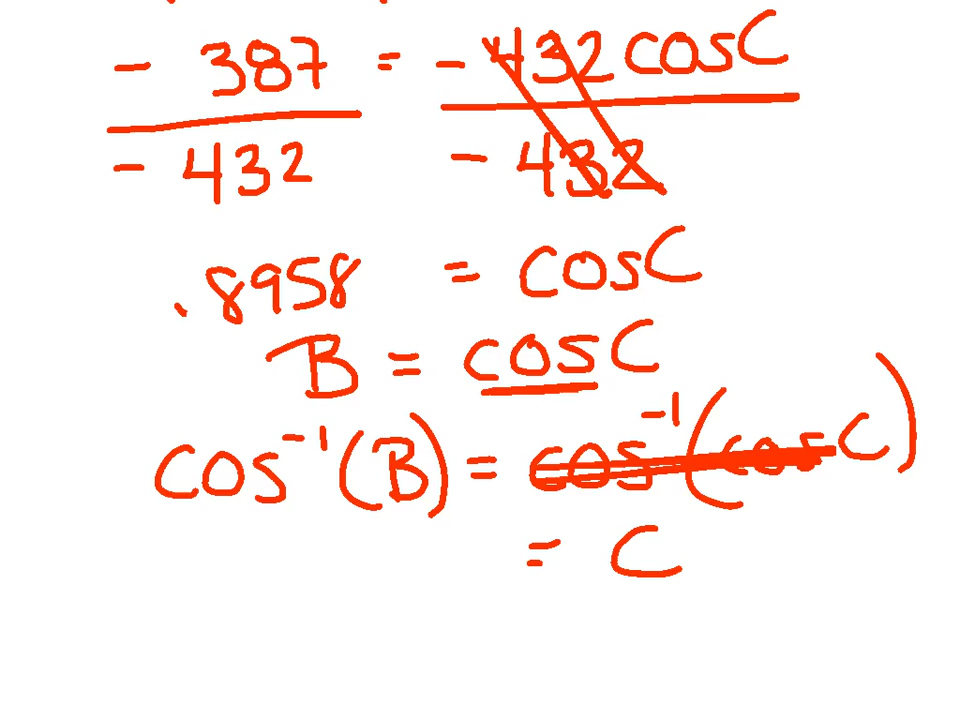 - 387 = - 432 cosC
- 432 - 432
.8958 = cosC
B = cosC
cos⁻¹(B) = cos⁻¹(cosC)
= C